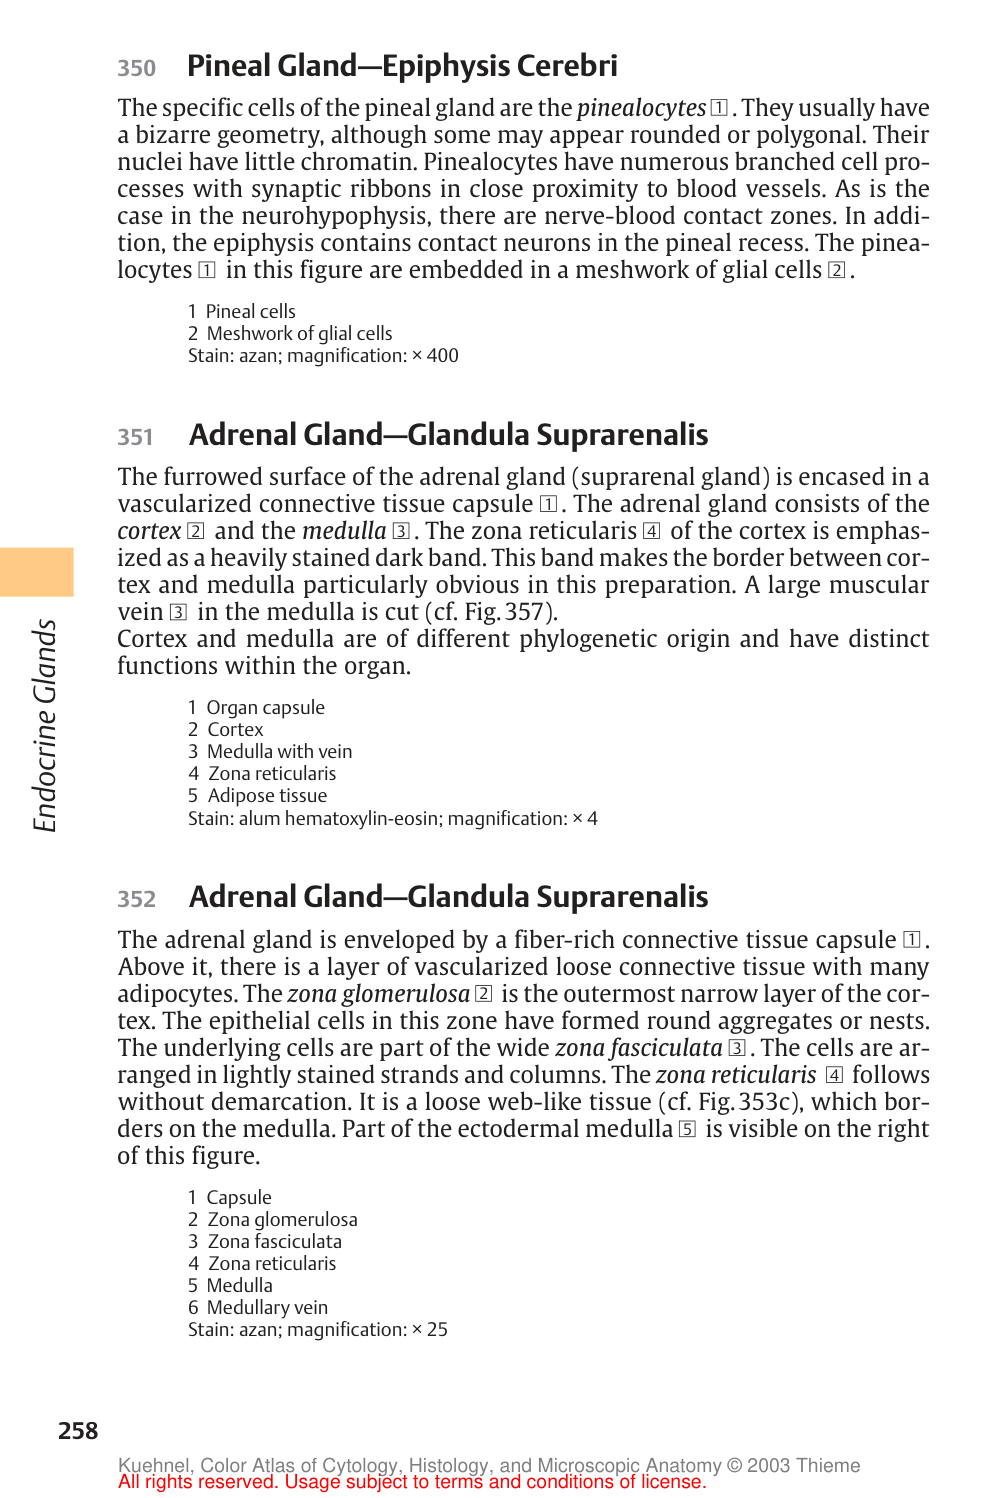 350 Pineal Gland—Epiphysis Cerebri
The specific cells of the pineal gland are the pinealocytes 1. They usually have
a bizarre geometry, although some may appear rounded or polygonal. Their
nuclei have little chromatin. Pinealocytes have numerous branched cell pro-
cesses with synaptic ribbons in close proximity to blood vessels. As is the
case in the neurohypophysis, there are nerve-blood contact zones. In addi-
tion, the epiphysis contains contact neurons in the pineal recess. The pinea-
locytes 1 in this figure are embedded in a meshwork of glial cells 2.
1 Pineal cells
2 Meshwork of glial cells
Stain: azan; magnification: × 400
351 Adrenal Gland—Glandula Suprarenalis
The furrowed surface of the adrenal gland (suprarenal gland) is encased in a
vascularized connective tissue capsule 1. The adrenal gland consists of the
cortex 2 and the medulla 3. The zona reticularis 4 of the cortex is emphas-
ized as a heavily stained dark band. This band makes the border between cor-
tex and medulla particularly obvious in this preparation. A large muscular
vein 3 in the medulla is cut (cf. Fig. 357).
Cortex and medulla are of different phylogenetic origin and have distinct
functions within the organ.
1 Organ capsule
2 Cortex
3 Medulla with vein
4 Zona reticularis
5 Adipose tissue
Stain: alum hematoxylin-eosin; magnification: × 4
352 Adrenal Gland—Glandula Suprarenalis
The adrenal gland is enveloped by a fiber-rich connective tissue capsule 1.
Above it, there is a layer of vascularized loose connective tissue with many
adipocytes. The zona glomerulosa 2 is the outermost narrow layer of the cor-
tex. The epithelial cells in this zone have formed round aggregates or nests.
The underlying cells are part of the wide zona fasciculata 3. The cells are ar-
ranged in lightly stained strands and columns. The zona reticularis 4 follows
without demarcation. It is a loose web-like tissue (cf. Fig. 353c), which bor-
ders on the medulla. Part of the ectodermal medulla 5 is visible on the right
of this figure.
1 Capsule
2 Zona glomerulosa
3 Zona fasciculata
4 Zona reticularis
5 Medulla
6 Medullary vein
Stain: azan; magnification: × 25
Endocrine Glands
258
Kuehnel, Color Atlas of Cytology, Histology, and Microscopic Anatomy © 2003 Thieme
All rights reserved. Usage subject to terms and conditions of license.